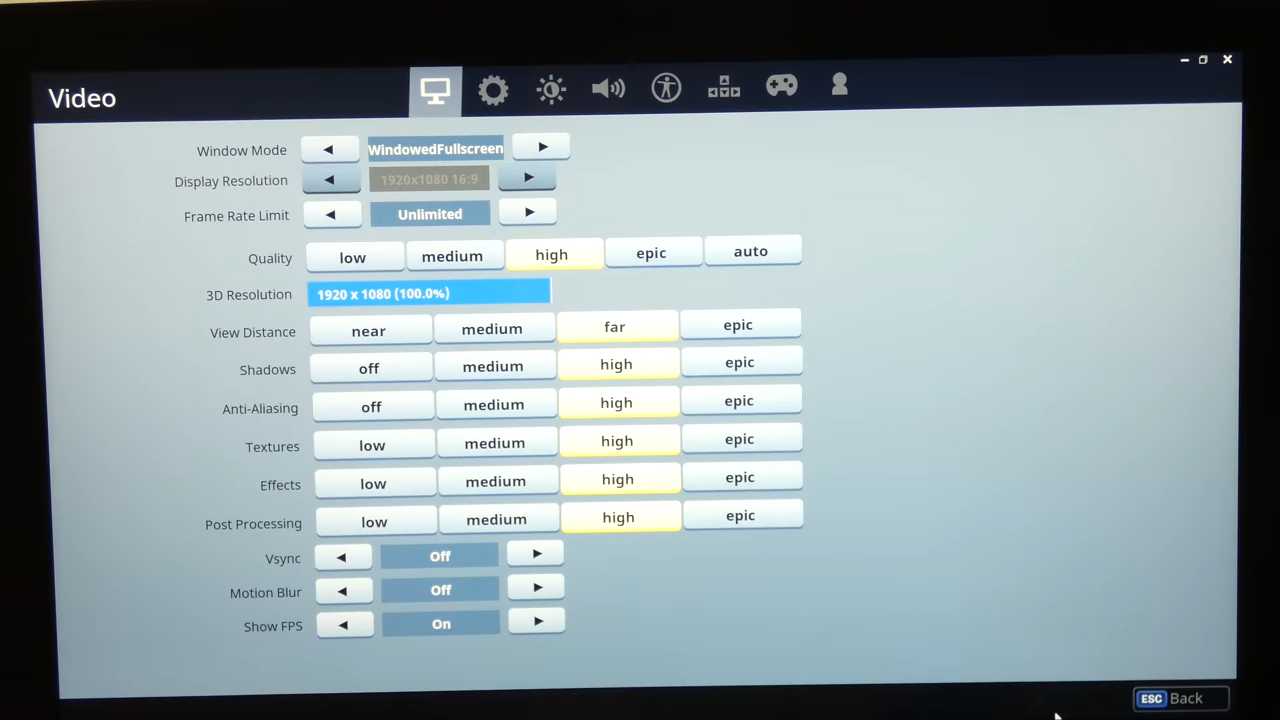 Video
Window Mode ◄ WindowedFullscreen ►
Display Resolution ◄ 1920x1080 16:9 ►
Frame Rate Limit ◄ Unlimited ►
Quality low medium high epic auto
3D Resolution 1920 x 1080 (100.0%)
View Distance near medium far epic
Shadows off medium high epic
Anti-Aliasing off medium high epic
Textures low medium high epic
Effects low medium high epic
Post Processing low medium high epic
Vsync ◄ Off ►
Motion Blur ◄ Off ►
Show FPS ◄ On ►
ESC Back